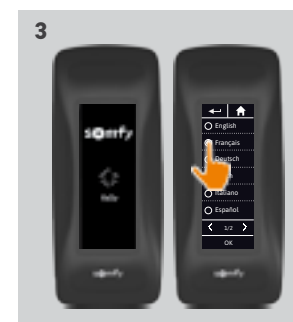 3
somfy
Hello
English
Français
Deutsch
Italiano
Español
1/2
OK
somfy
somfy